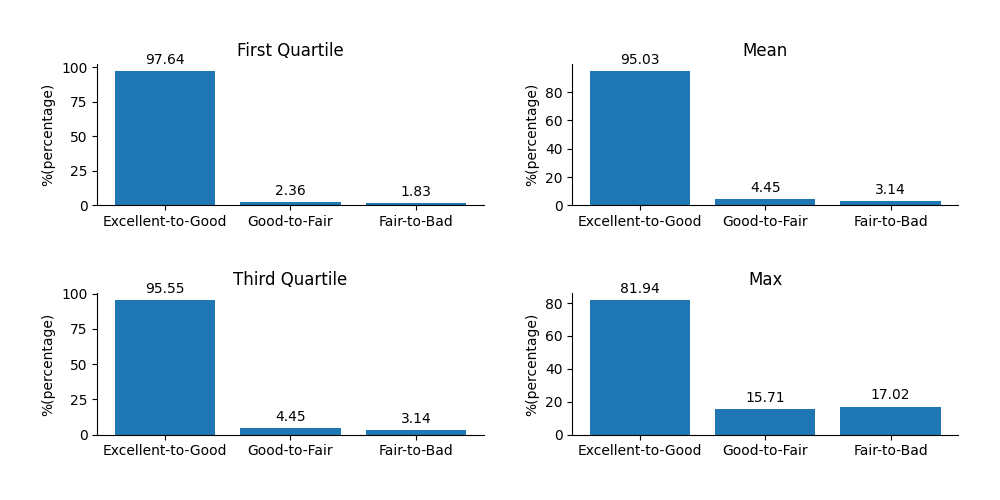 First Quartile
97.64
100
75
50
25
0
%(percentage)
2.36
1.83
Excellent-to-Good
Good-to-Fair
Fair-to-Bad
Mean
95.03
80
60
40
20
0
%(percentage)
4.45
3.14
Excellent-to-Good
Good-to-Fair
Fair-to-Bad
Third Quartile
95.55
100
75
50
25
0
%(percentage)
4.45
3.14
Excellent-to-Good
Good-to-Fair
Fair-to-Bad
Max
81.94
80
60
40
20
0
%(percentage)
15.71
17.02
Excellent-to-Good
Good-to-Fair
Fair-to-Bad